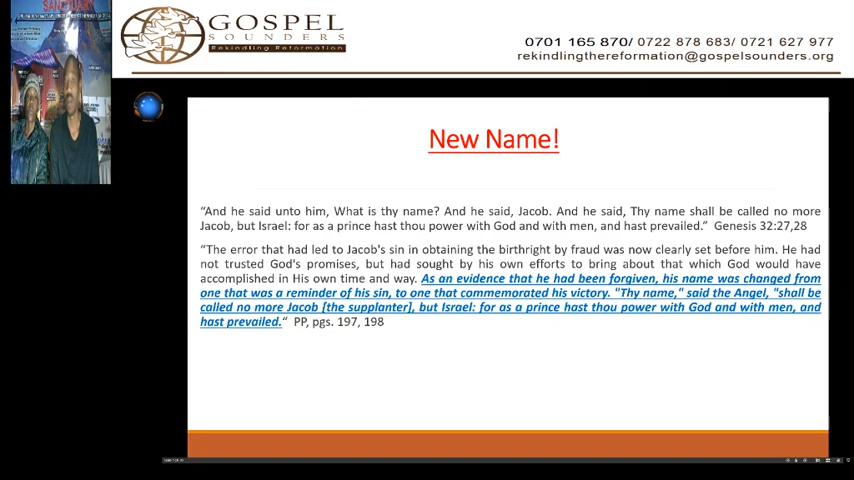 SANCTUARY
GOSPEL
SOUNDERS
Rekindling Reformation
0701 165 870/ 0722 878 683/ 0721 627 977
rekindlingthereformation@gospelsounders.org
New Name!
“And he said unto him, What is thy name? And he said, Jacob. And he said, Thy name shall be called no more
Jacob, but Israel: for as a prince hast thou power with God and with men, and hast prevailed.” Genesis 32:27,28
“The error that had led to Jacob's sin in obtaining the birthright by fraud was now clearly set before him. He had
not trusted God's promises, but had sought by his own efforts to bring about that which God would have
accomplished in His own time and way. As an evidence that he had been forgiven, his name was changed from
one that was a reminder of his sin, to one that commemorated his victory. "Thy name," said the Angel, "shall be
called no more Jacob [the supplanter], but Israel: for as a prince hast thou power with God and with men, and
hast prevailed.“ PP, pgs. 197, 198